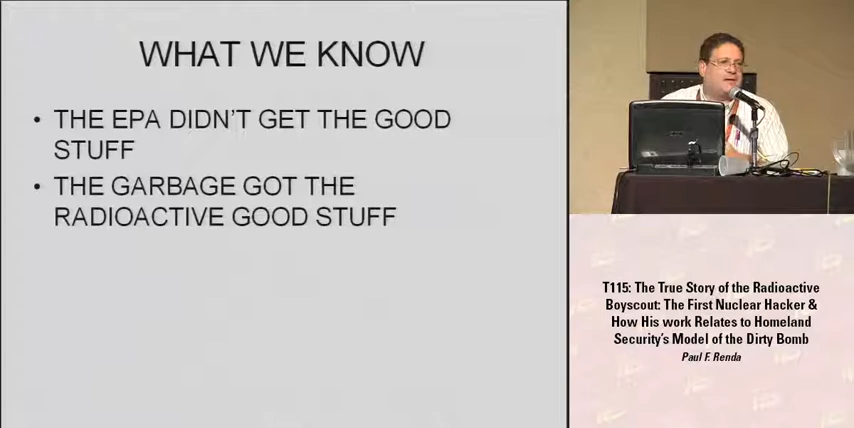 WHAT WE KNOW
• THE EPA DIDN'T GET THE GOOD
STUFF
• THE GARBAGE GOT THE
RADIOACTIVE GOOD STUFF
T115: The True Story of the Radioactive
Boyscout: The First Nuclear Hacker &
How His work Relates to Homeland
Security's Model of the Dirty Bomb
Paul F. Renda